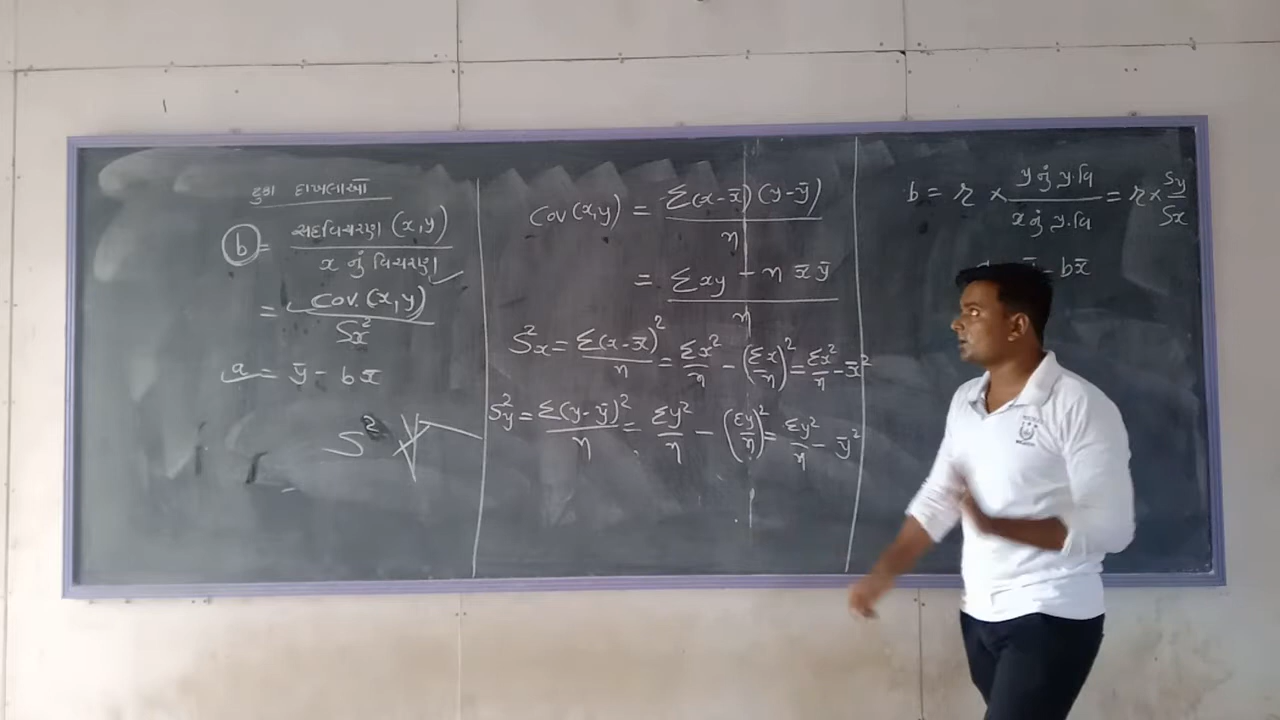 ટુકા દાખલાઓ
b = સહવિચરણ (x,y) / x નું વિચરણ
= Cov.(x,y) / Sx²
a = ȳ - bx̄
S²
Cov(x,y) = Σ(x-x̄)(y-ȳ) / n
= Σxy - n x̄ȳ / n
S²x = Σ(x-x̄)² / n = Σx²/n - (Σx/n)² = Σx²/n - x̄²
S²y = Σ(y-ȳ)² / n = Σy²/n - (Σy/n)² = Σy²/n - ȳ²
b = r × y નું પ્ર.વિ / x નું પ્ર.વિ = r × Sy/Sx
- bx̄